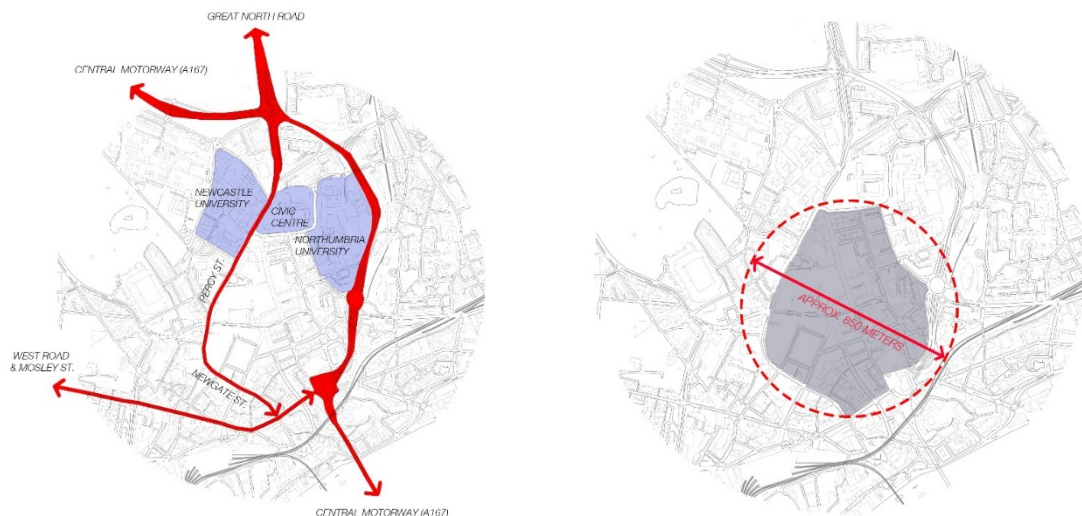 GREAT NORTH ROAD
CENTRAL MOTORWAY (A167)
NEWCASTLE
UNIVERSITY
CIVIC
CENTRE
NORTHUMBRIA
UNIVERSITY
PERCY ST.
WEST ROAD
& MOSLEY ST.
NEWGATE ST.
CENTRAL MOTORWAY (A167)
APPROX. 850 METERS